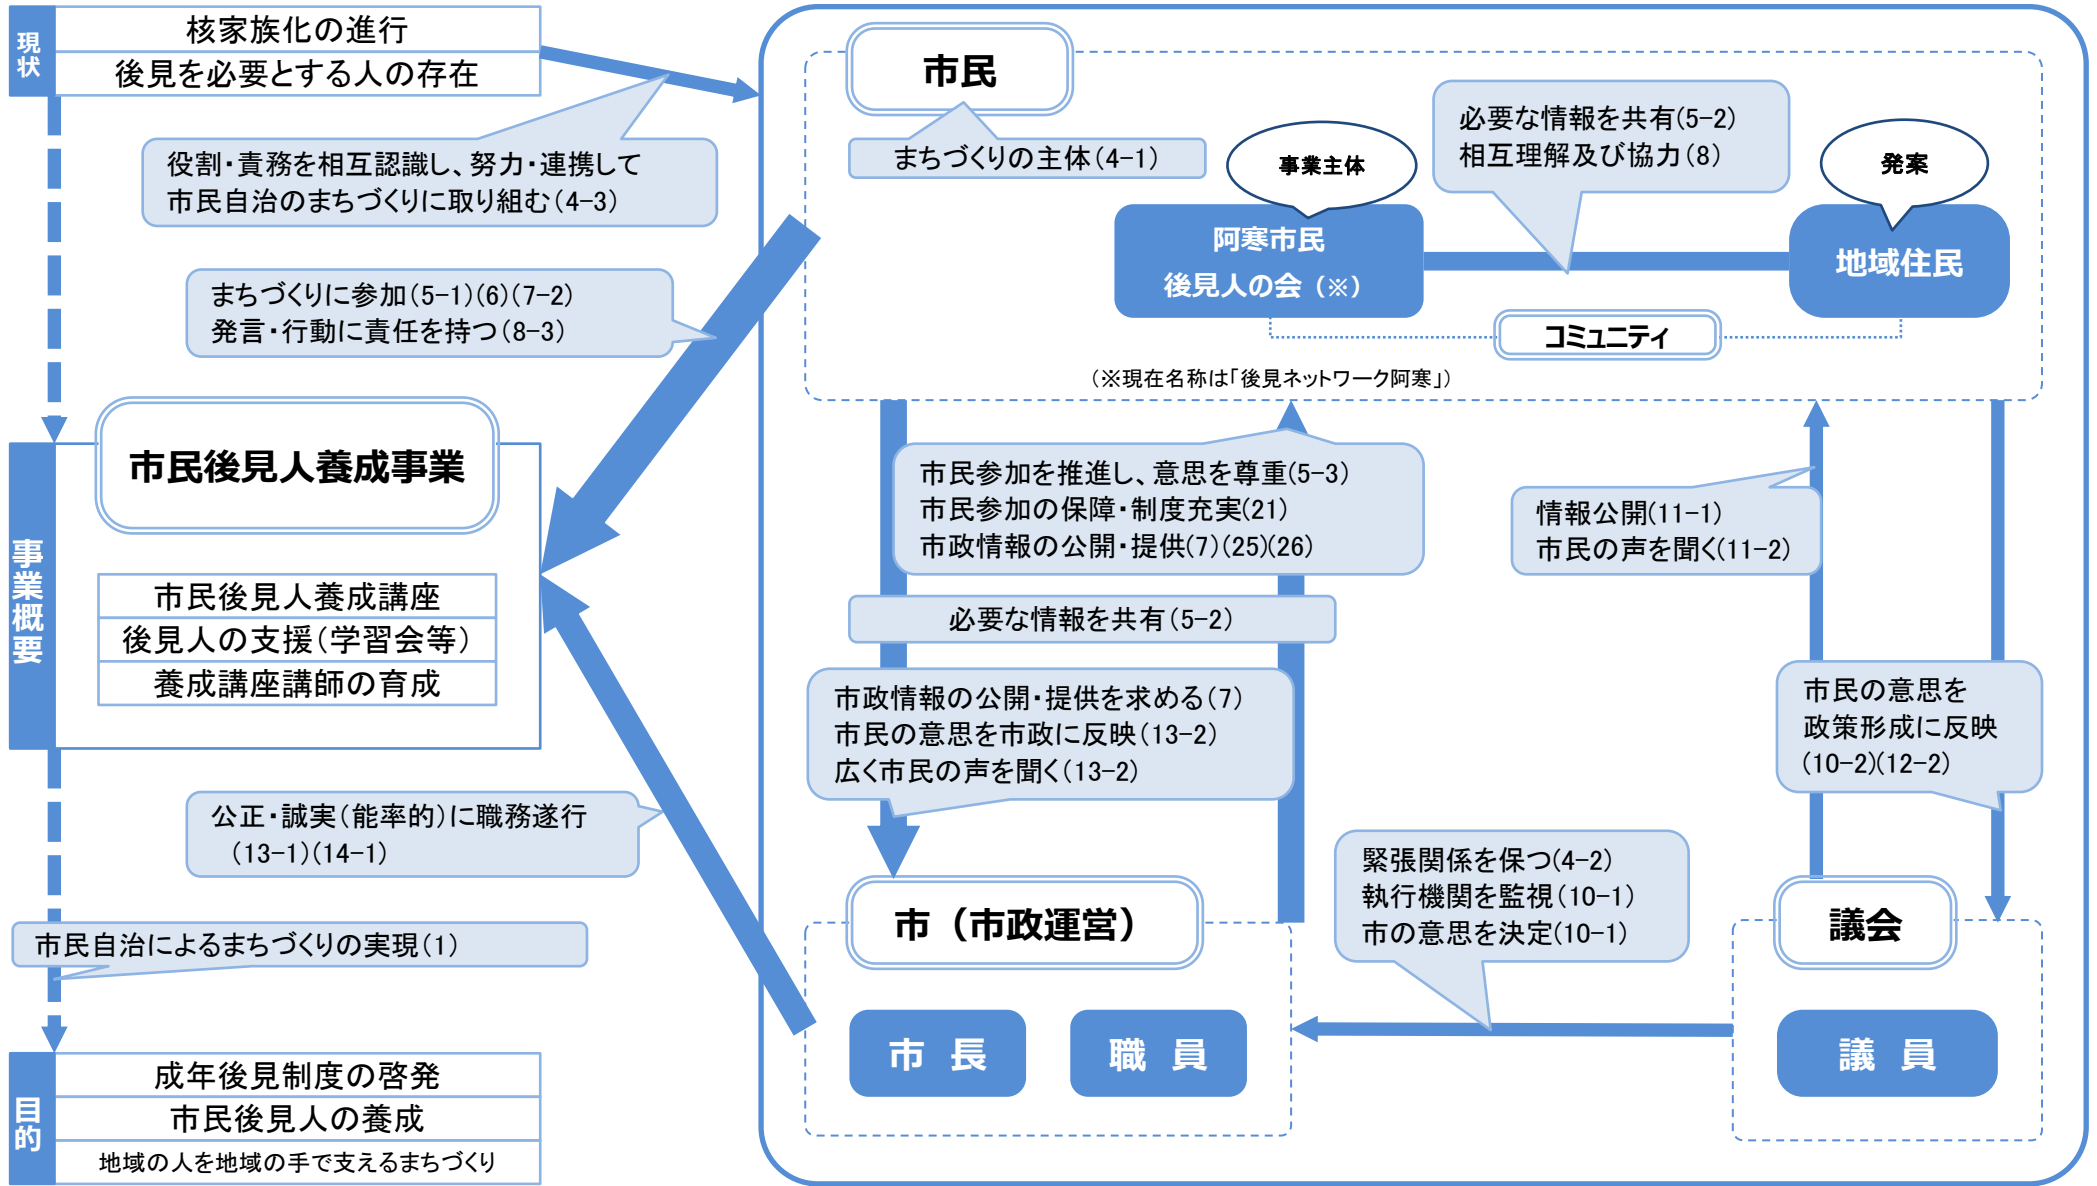 現状
核家族化の進行
後見を必要とする人の存在
役割・責務を相互認識し、努力・連携して
市民自治のまちづくりに取り組む(4-3)
まちづくりに参加(5-1)(6)(7-2)
発言・行動に責任を持つ(8-3)
市民後見人養成事業
事業概要
市民後見人養成講座
後見人の支援(学習会等)
養成講座講師の育成
公正・誠実(能率的)に職務遂行
(13-1)(14-1)
市民自治によるまちづくりの実現(1)
目的
成年後見制度の啓発
市民後見人の養成
地域の人を地域の手で支えるまちづくり
市民
まちづくりの主体(4-1)
事業主体
必要な情報を共有(5-2)
相互理解及び協力(8)
発案
阿寒市民
後見人の会(※)
地域住民
コミュニティ
(※現在名称は「後見ネットワーク阿寒」)
市民参加を推進し、意思を尊重(5-3)
市民参加の保障・制度充実(21)
市政情報の公開・提供(7)(25)(26)
必要な情報を共有(5-2)
市政情報の公開・提供を求める(7)
市民の意思を市政に反映(13-2)
広く市民の声を聞く(13-2)
情報公開(11-1)
市民の声を聞く(11-2)
市民の意思を
政策形成に反映
(10-2)(12-2)
緊張関係を保つ(4-2)
執行機関を監視(10-1)
市の意思を決定(10-1)
市(市政運営)
市 長
職 員
議会
議 員